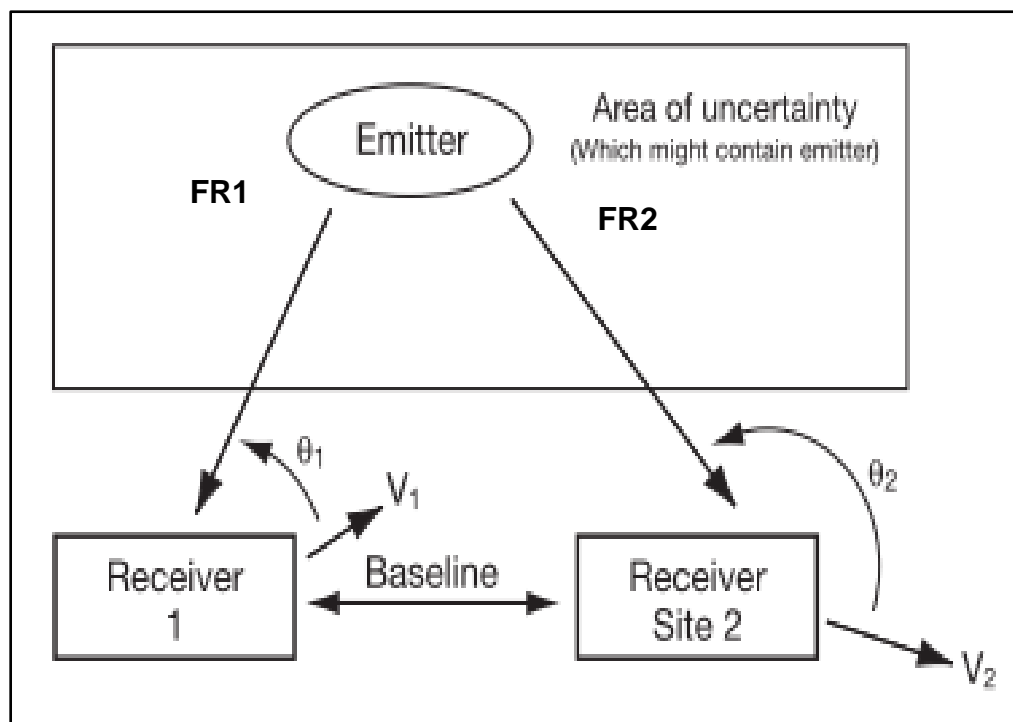 Emitter
Area of uncertainty
(Which might contain emitter)
FR1
FR2
θ1
V1
θ2
Receiver
1
Baseline
Receiver
Site 2
V2